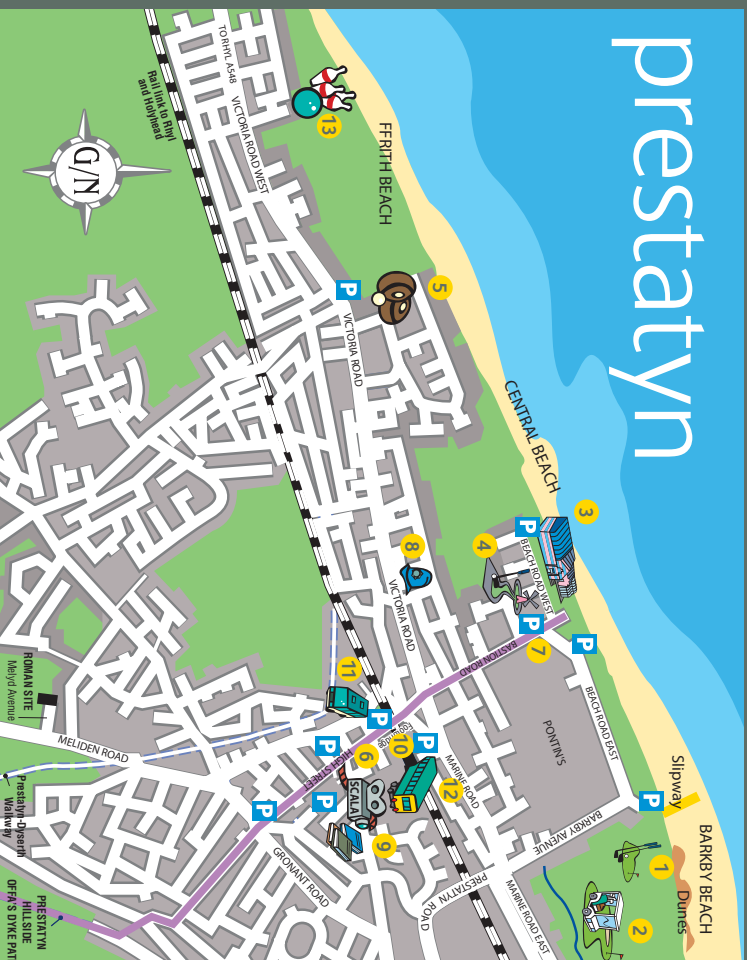 prestatyn
TO RHYL A548
VICTORIA ROAD WEST
Rail link to Rhyl
and Holyhead
G/N
13
FFRITH BEACH
5
P
VICTORIA ROAD
CENTRAL BEACH
3
P
BEACH ROAD WEST
4
8
VICTORIA ROAD
P
7
P
BASTION ROAD
BEACH ROAD EAST
PONTIN'S
11
P
P
6
10
P
HIGH STREET
MARINE ROAD
12
SCALA
P
P
9
Slipway
P
BARKBY BEACH
Dunes
1
2
BARKBY AVENUE
PRESTATYN
ROAD
MARINE ROAD EAST
GRONANT ROAD
ROMAN SITE
Melyd Avenue
MELIDEN ROAD
Prestatyn-Dyserth
Walkway
PRESTATYN
HILLSIDE
OFFA'S DYKE PAT